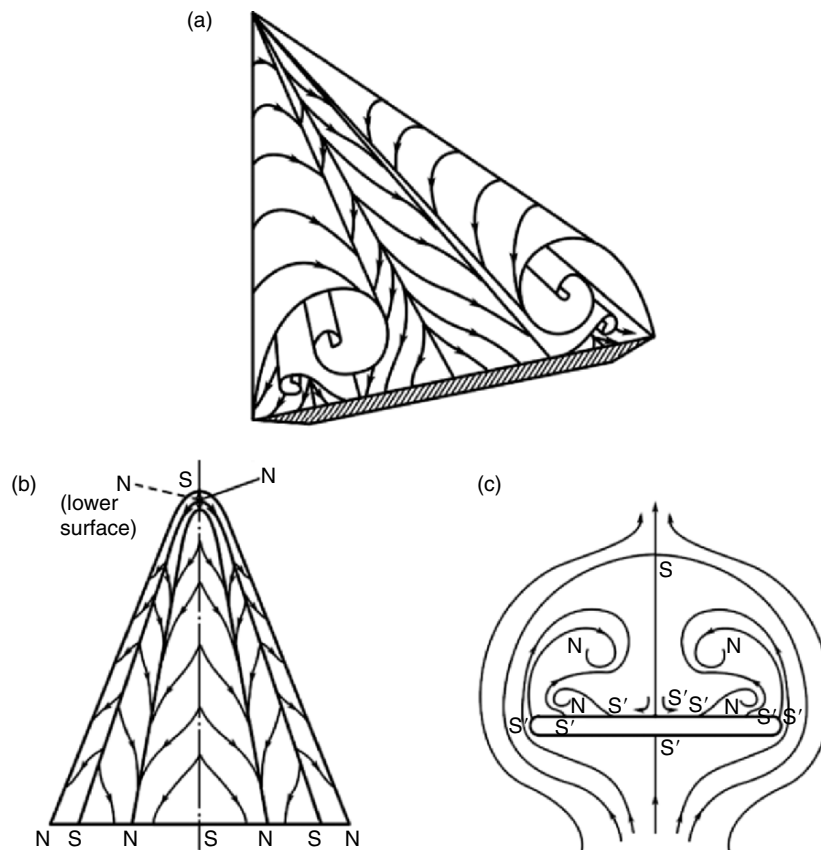 (a)
(b)
N S N
(lower
surface)
N S N S N S N
(c)
S
N N
N S′ S′ S′ N
S′ S′ S′ S′
S′